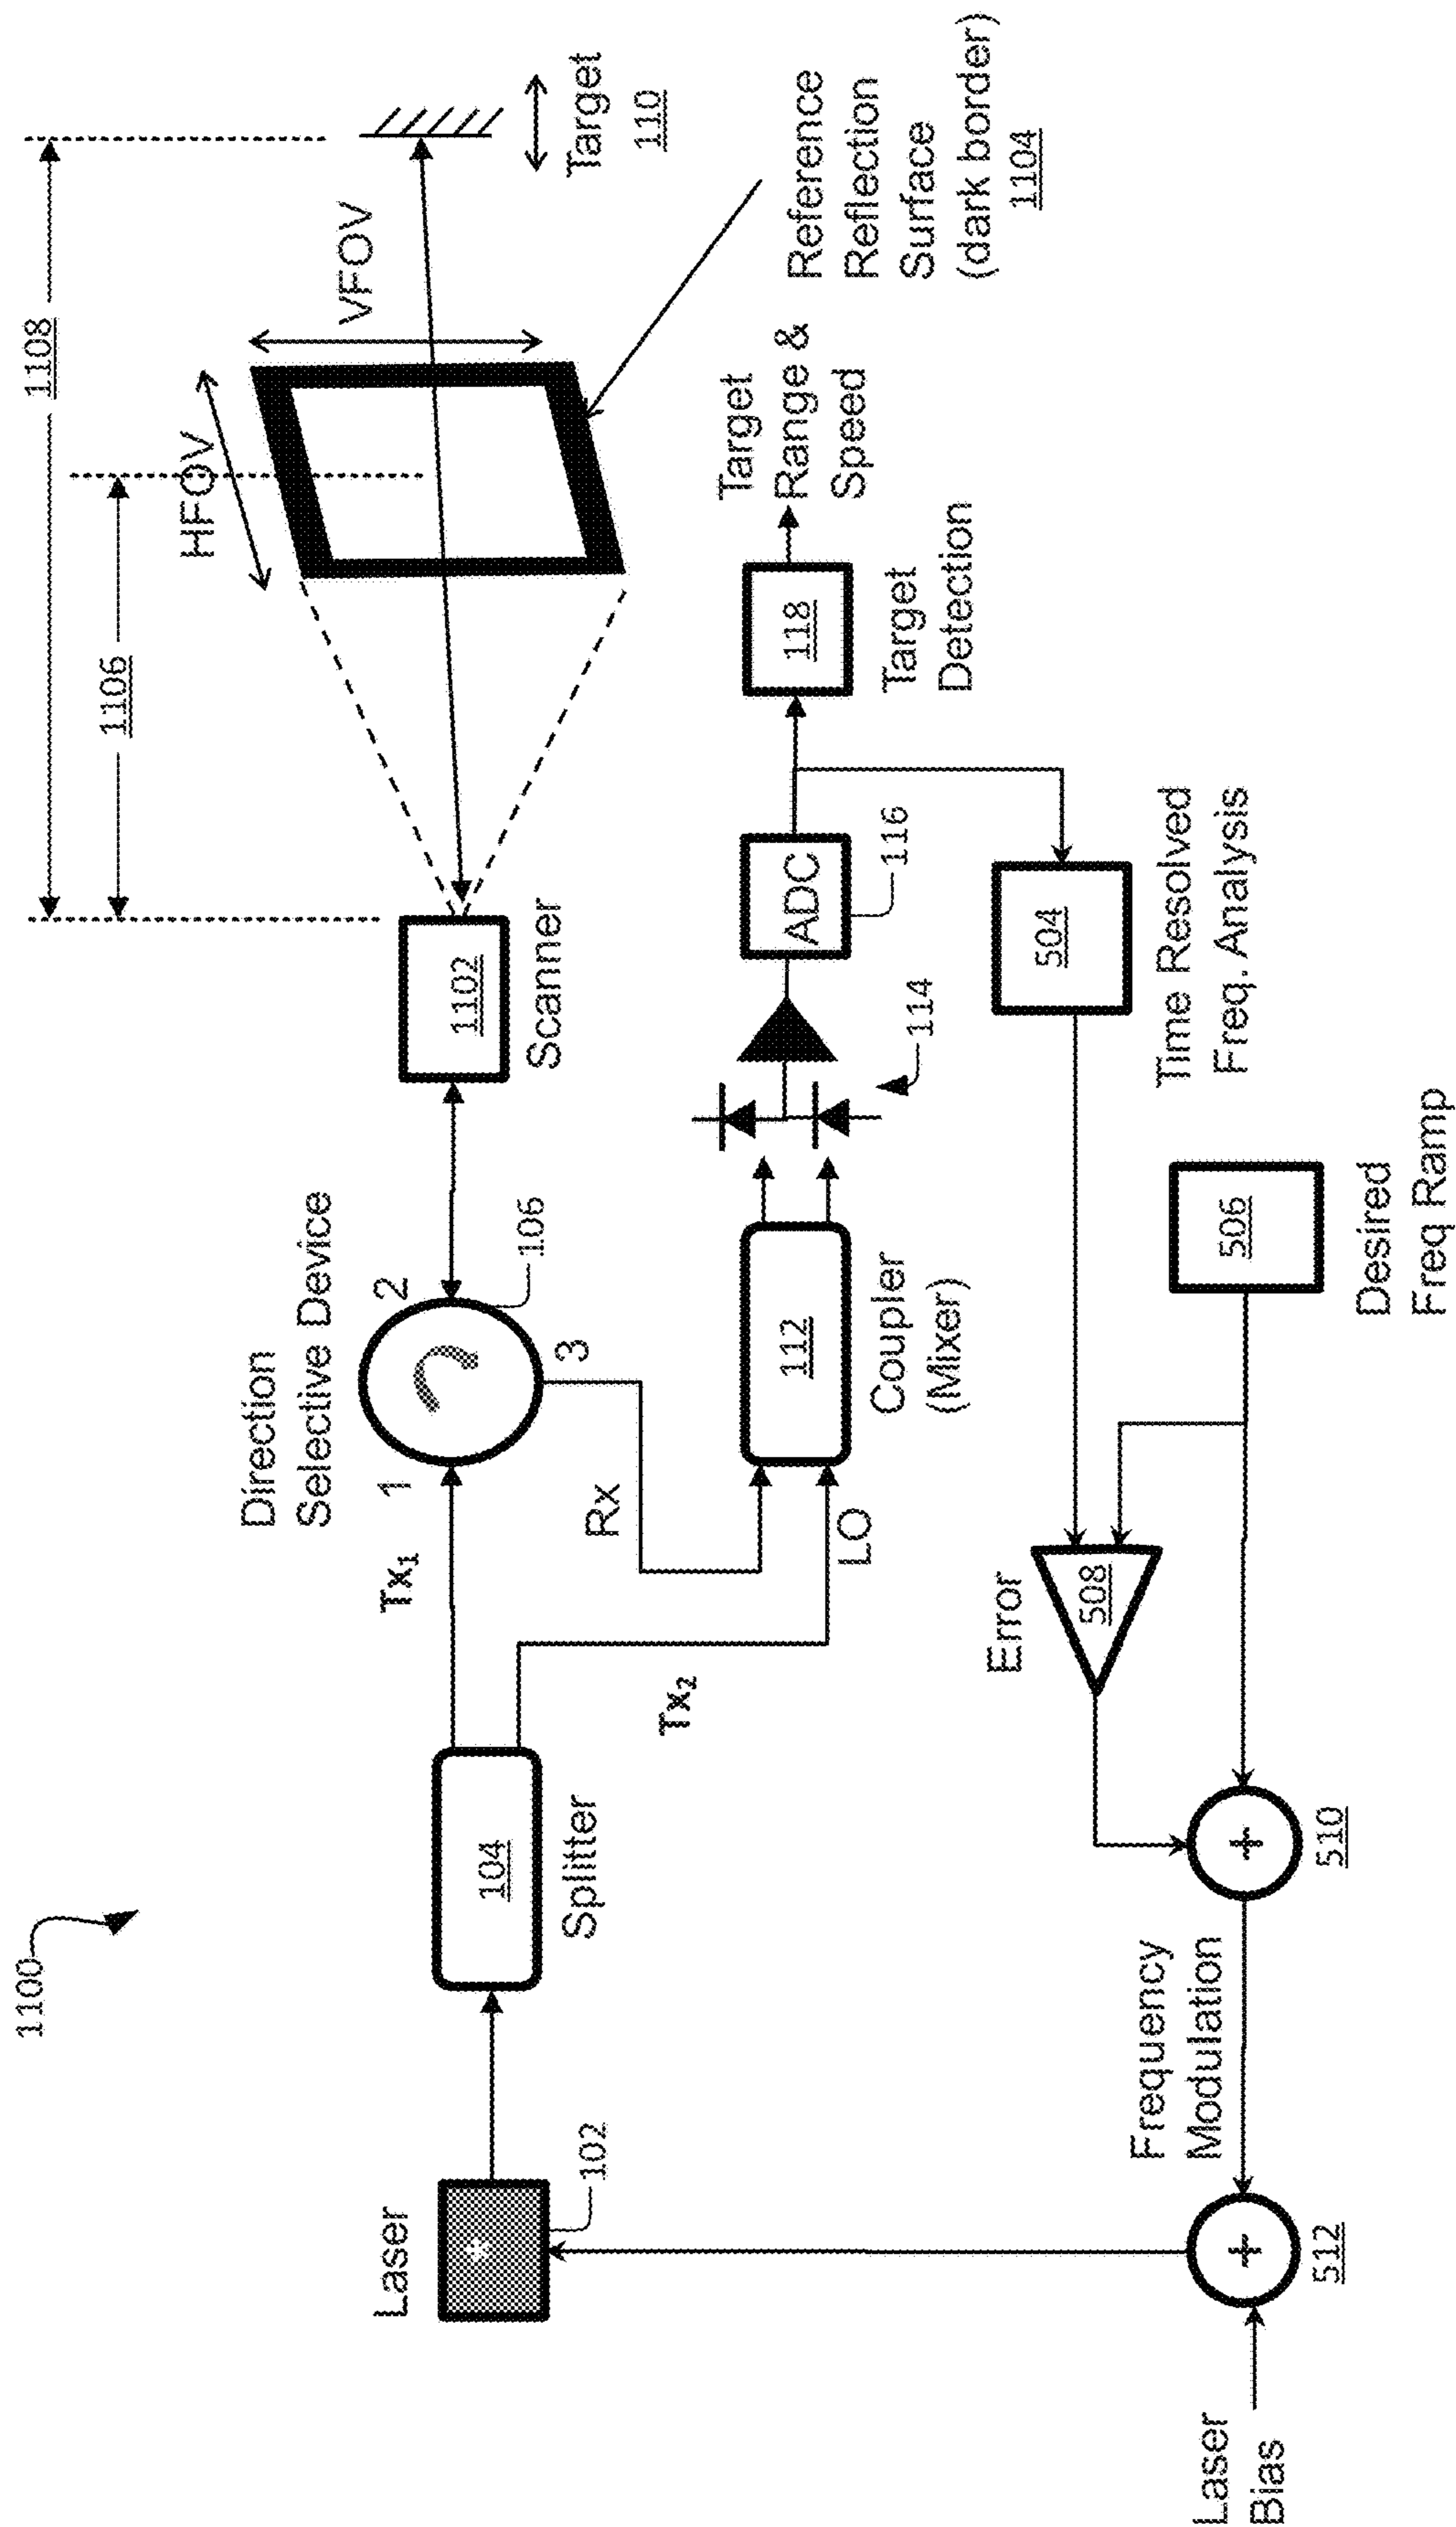 1100
1108
1106
HFOV
VFOV
Target
110
Reference
Reflection
Surface
(dark border)
1104
Laser
102
104
Splitter
Tx₁
Tx₂
Direction
Selective Device
1
2
3
106
1102
Scanner
Rx
LO
112
Coupler
(Mixer)
114
ADC
116
118
Target
Detection
Target
Range &
Speed
504
Time Resolved
Freq. Analysis
506
Desired
Freq Ramp
Error
508
+
510
Frequency
Modulation
+
512
Laser
Bias